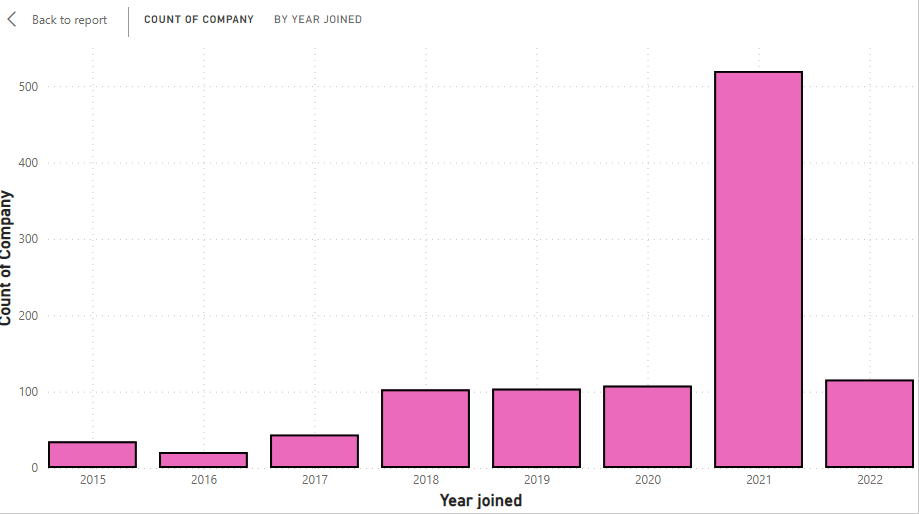 Back to report
COUNT OF COMPANY BY YEAR JOINED
500
400
300
200
100
0
Count of Company
2015 2016 2017 2018 2019 2020 2021 2022
Year joined